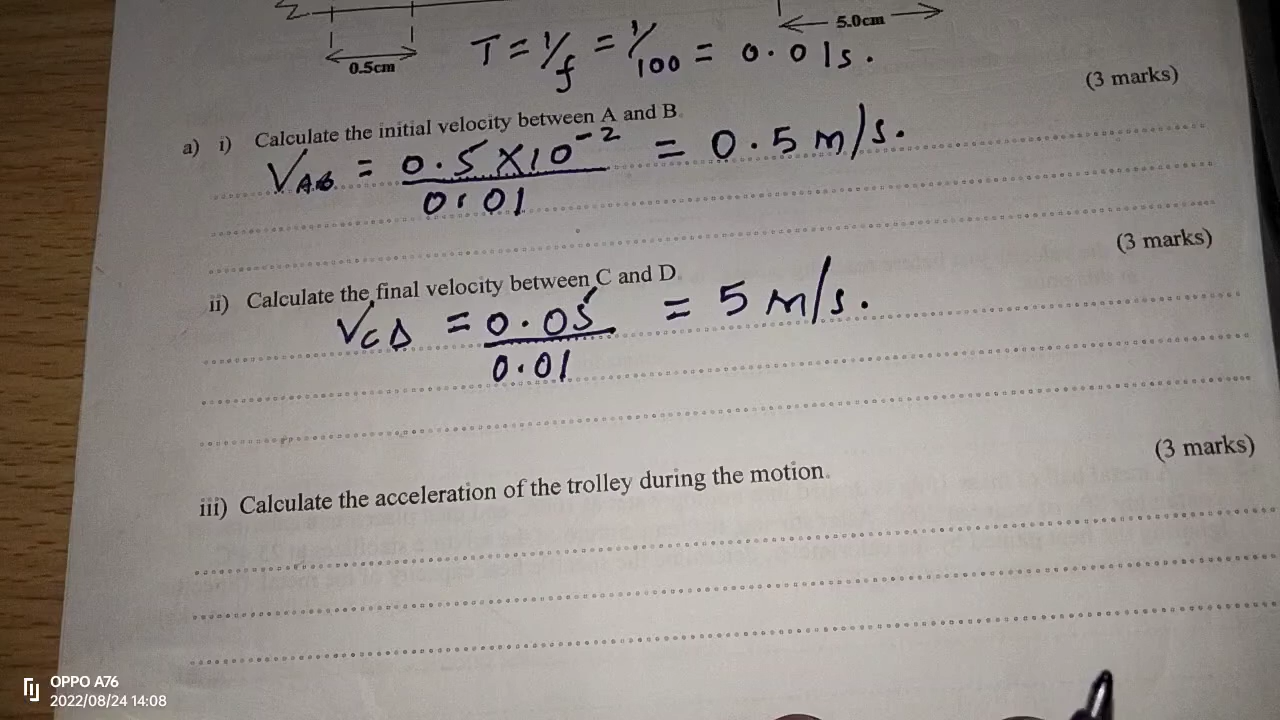 0.5cm
5.0cm
T = 1/f = 1/100 = 0.01s.
(3 marks)
a) i) Calculate the initial velocity between A and B.
VAB = 0.5 X10⁻² / 0.01 = 0.5 m/s.
(3 marks)
ii) Calculate the final velocity between C and D.
VCD = 0.05 / 0.01 = 5 m/s.
(3 marks)
iii) Calculate the acceleration of the trolley during the motion.
OPPO A76
2022/08/24 14:08